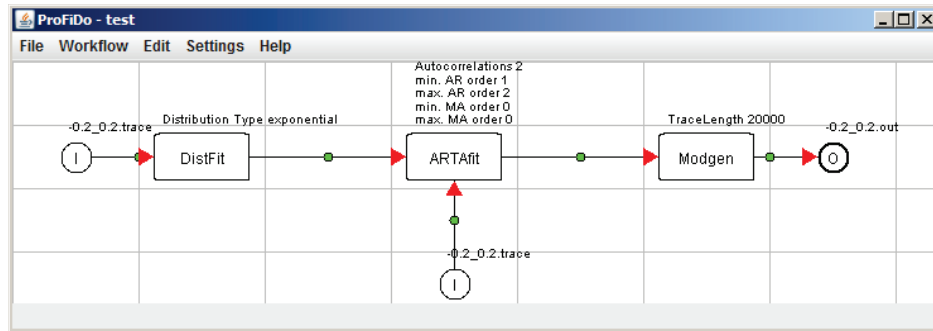 ProFiDo - test
File Workflow Edit Settings Help
Autocorrelations 2
min. AR order 1
max. AR order 2
min. MA order 0
max. MA order 0
-0.2_0.2.trace
Distribution Type exponential
TraceLength 20000
-0.2_0.2.out
I
DistFit
ARTAfit
Modgen
O
-0.2_0.2.trace
I